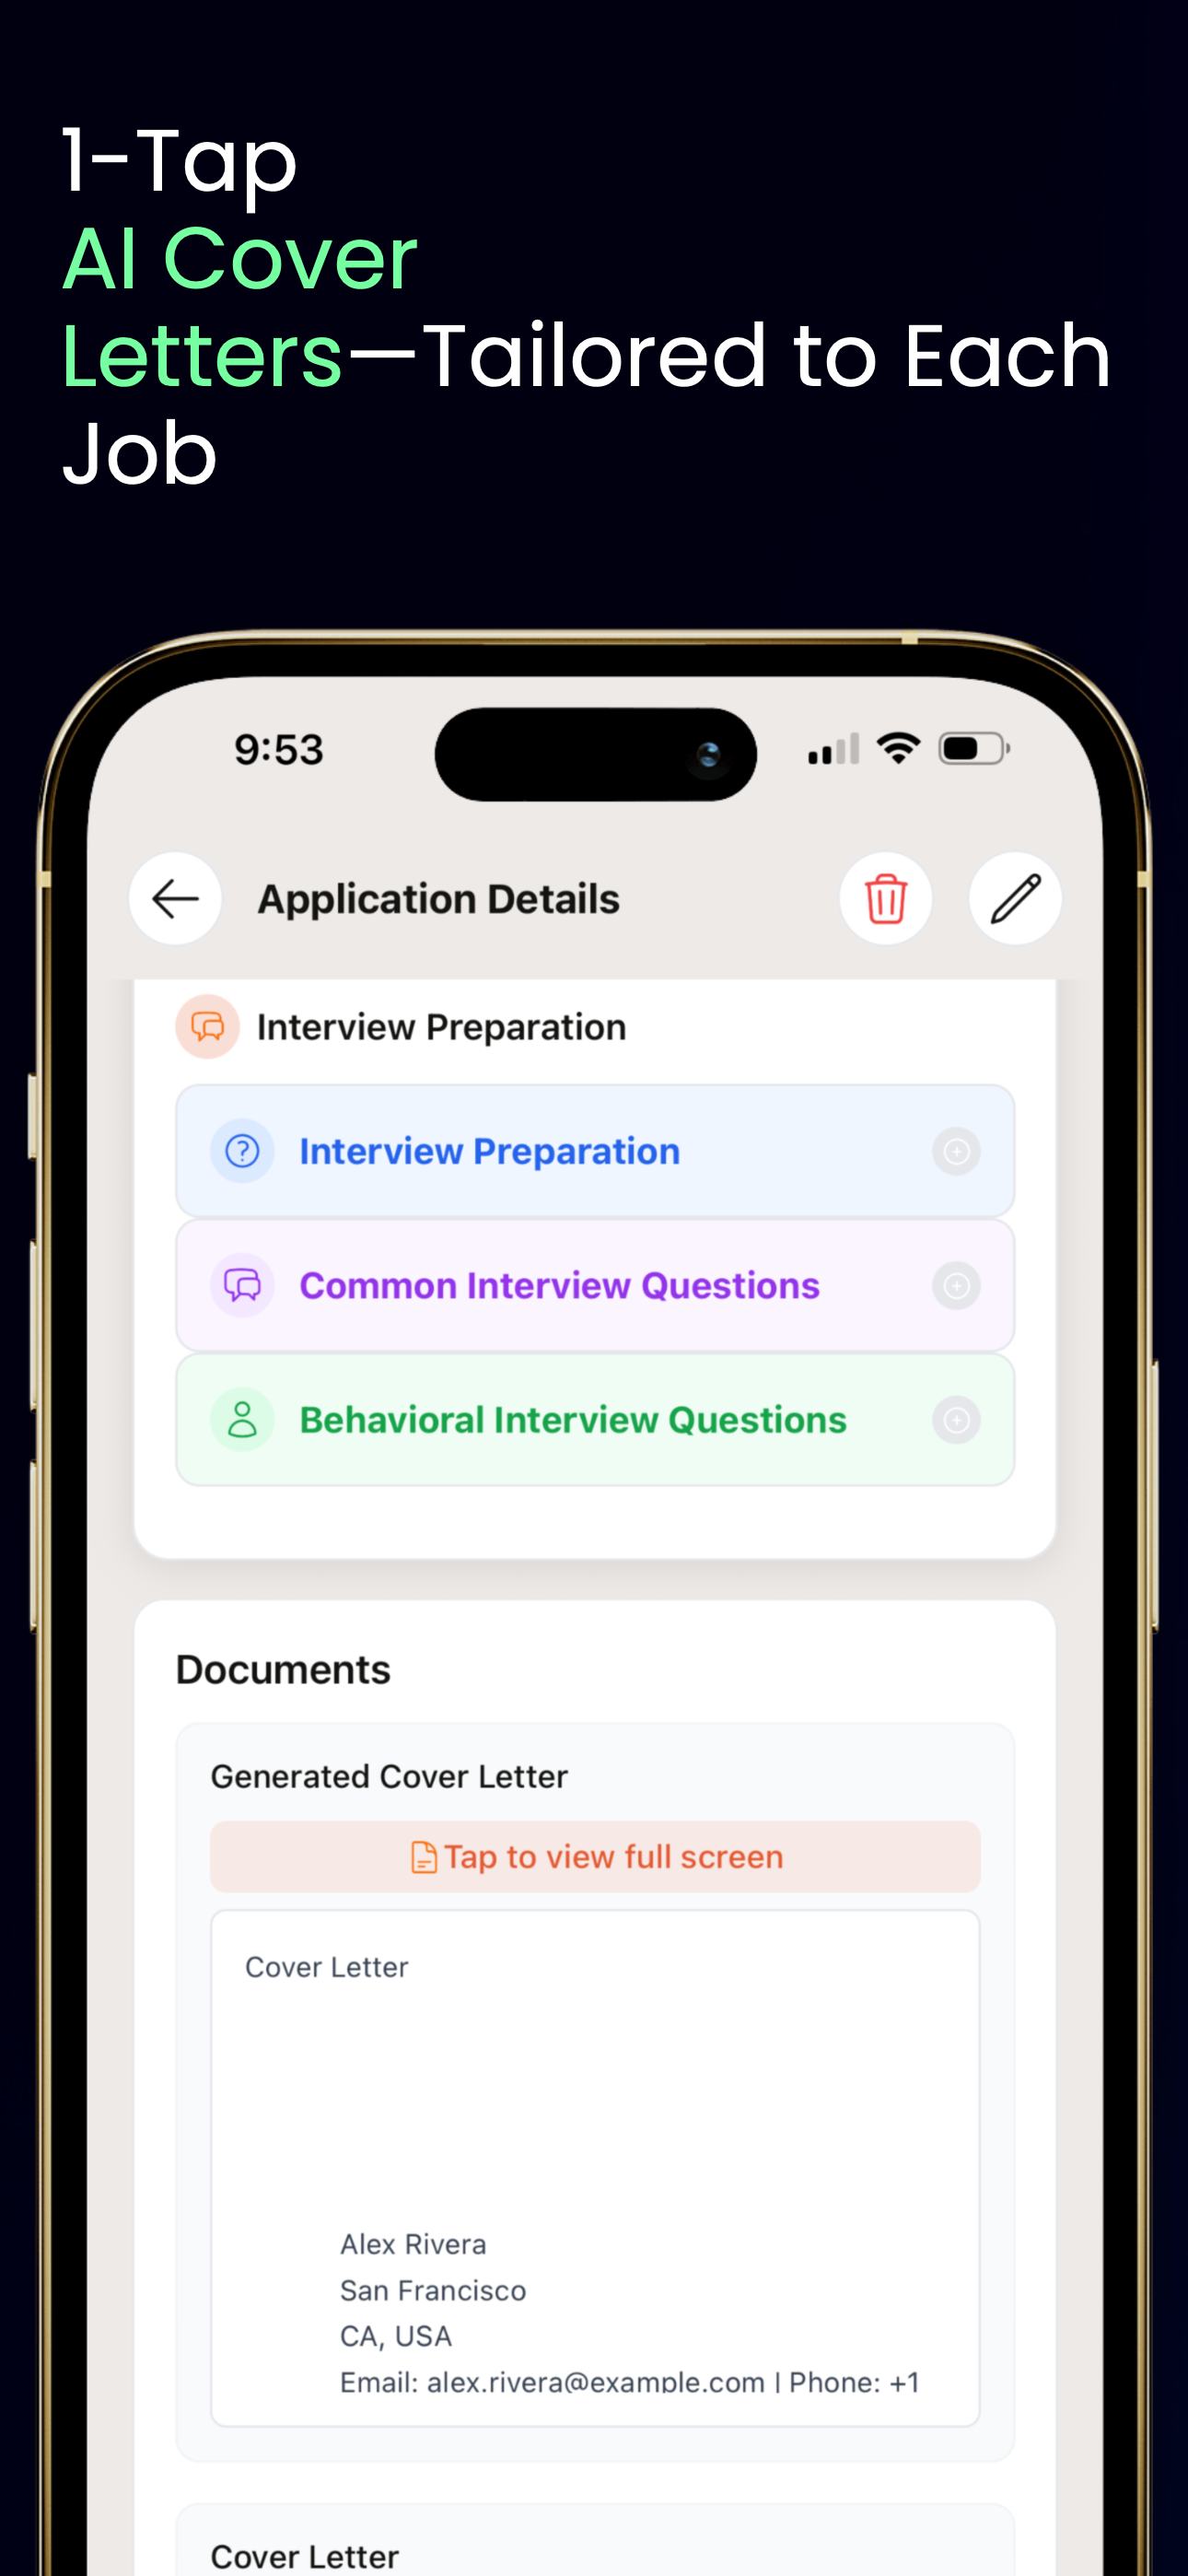 1-Tap
AI Cover
Letters—Tailored to Each
Job
9:53
Application Details
Interview Preparation
Interview Preparation
Common Interview Questions
Behavioral Interview Questions
Documents
Generated Cover Letter
Tap to view full screen
Cover Letter
Alex Rivera
San Francisco
CA, USA
Email: alex.rivera@example.com | Phone: +1
Cover Letter